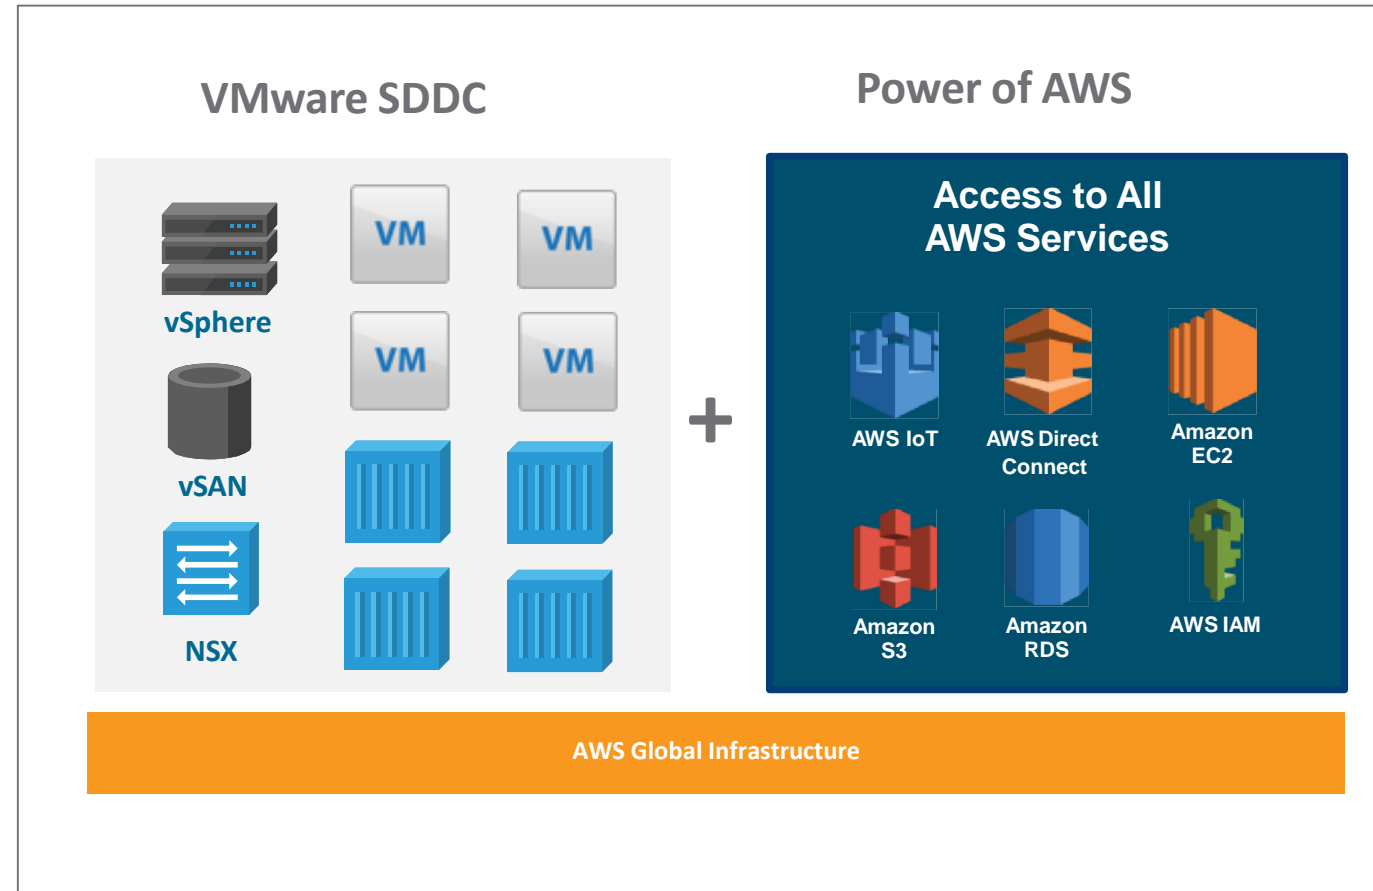 VMware SDDC
Power of AWS
vSphere
vSAN
NSX
VM
VM
VM
VM
+
Access to All
AWS Services
AWS IoT
AWS Direct
Connect
Amazon
EC2
Amazon
S3
Amazon
RDS
AWS IAM
AWS Global Infrastructure